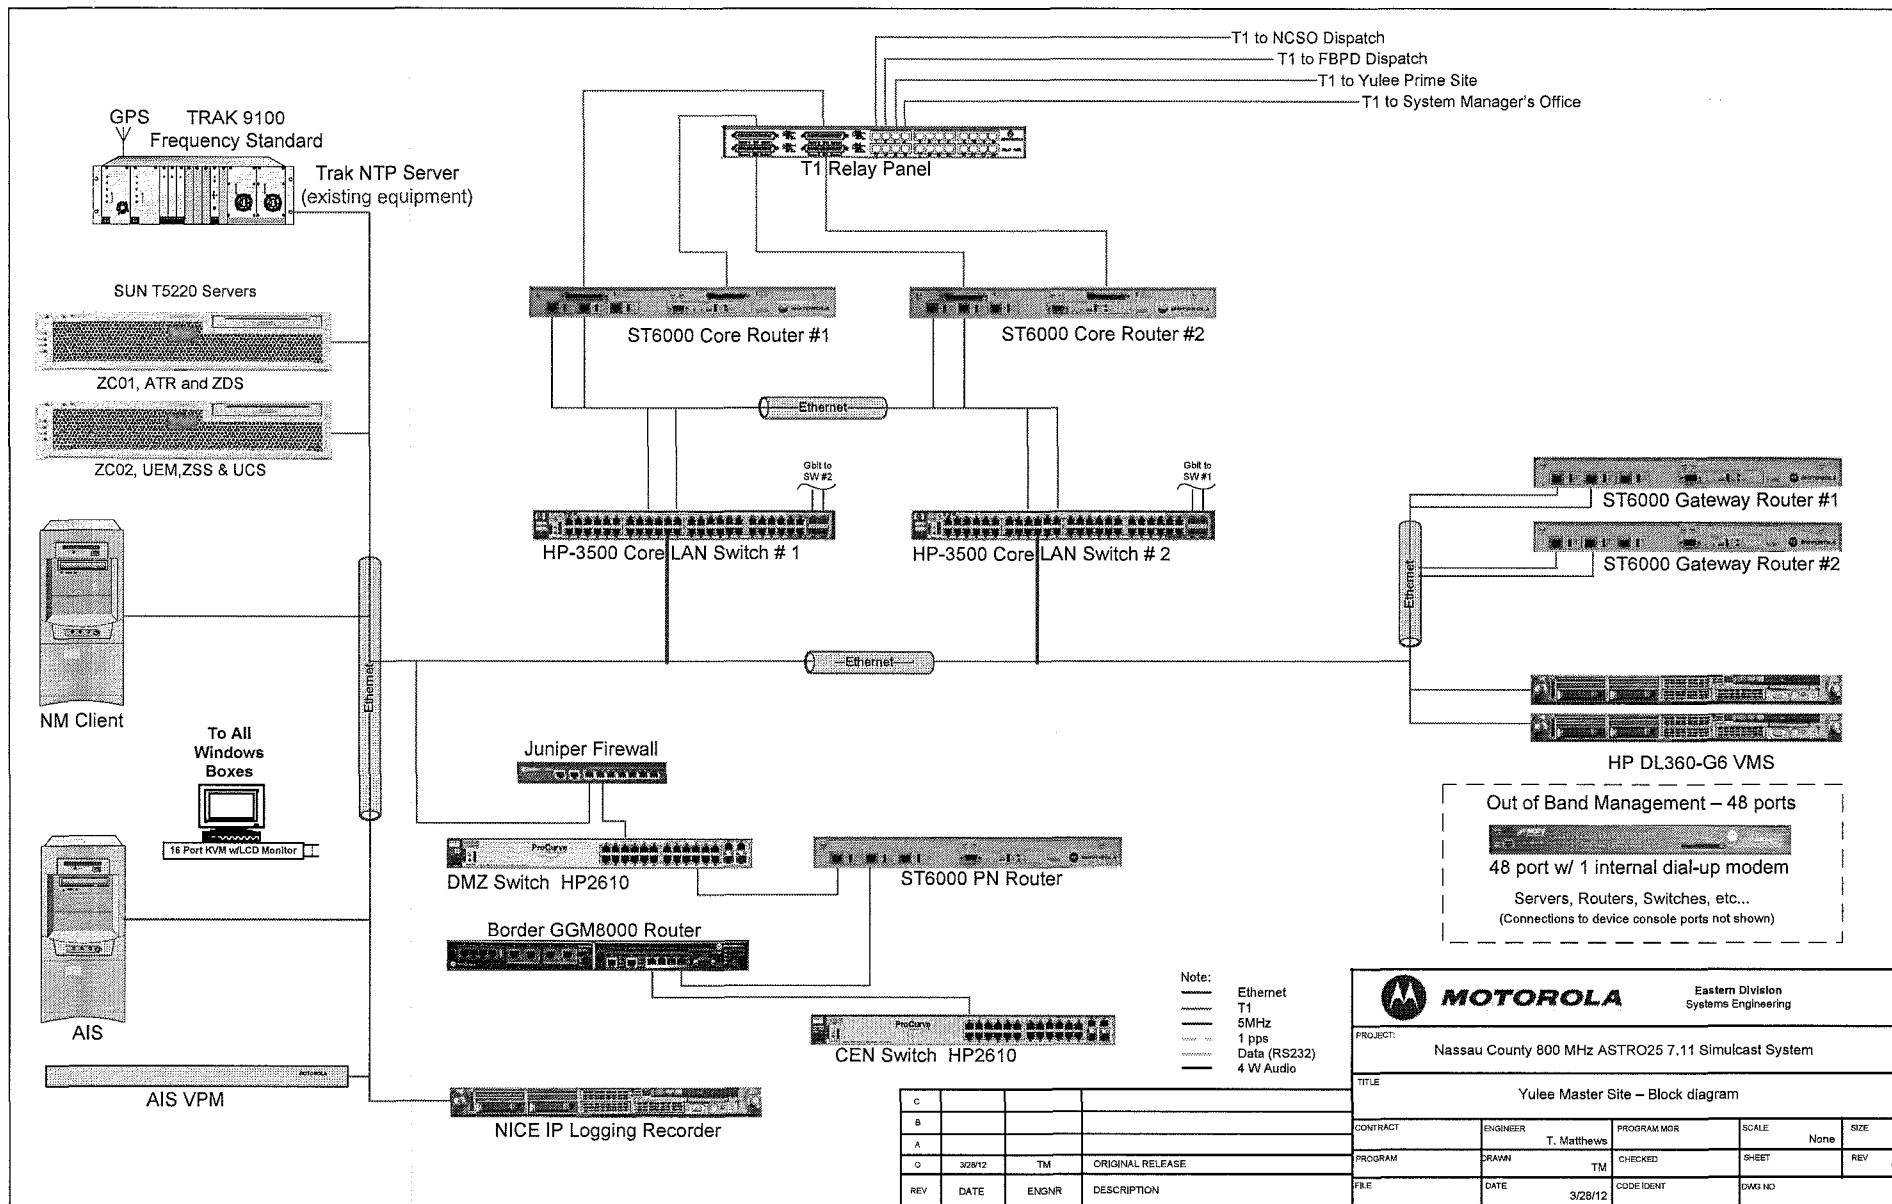 T1 to NCSO Dispatch
T1 to FBPD Dispatch
T1 to Yulee Prime Site
T1 to System Manager's Office
GPS
TRAK 9100
Frequency Standard
Trak NTP Server
(existing equipment)
T1 Relay Panel
SUN T5220 Servers
ZC01, ATR and ZDS
ZC02, UEM,ZSS & UCS
MOTOROLA
ST6000 Core Router #1
MOTOROLA
ST6000 Core Router #2
Ethernet
Gbit to
SW #2
Gbit to
SW #1
HP-3500 Core LAN Switch # 1
HP-3500 Core LAN Switch # 2
MOTOROLA
ST6000 Gateway Router #1
MOTOROLA
ST6000 Gateway Router #2
Ethernet
Ethernet
Ethernet
NM Client
HP DL360-G6 VMS
To All
Windows
Boxes
16 Port KVM w/LCD Monitor
Juniper Firewall
ProCurve
DMZ Switch HP2610
MOTOROLA
ST6000 PN Router
Out of Band Management – 48 ports
48 port w/ 1 internal dial-up modem
Servers, Routers, Switches, etc...
(Connections to device console ports not shown)
Border GGM8000 Router
AIS
ProCurve
CEN Switch HP2610
MOTOROLA
AIS VPM
NICE IP Logging Recorder
Note:
Ethernet
T1
5MHz
1 pps
Data (RS232)
4 W Audio
MOTOROLA
Eastern Division
Systems Engineering
PROJECT:
Nassau County 800 MHz ASTRO25 7.11 Simulcast System
TITLE
Yulee Master Site – Block diagram
CONTRACT
ENGINEER
T. Matthews
PROGRAM MGR
SCALE
None
SIZE
PROGRAM
DRAWN
TM
CHECKED
SHEET
REV
FILE
DATE
3/28/12
CODE IDENT
DWG NO
C
B
A
O 3/28/12 TM ORIGINAL RELEASE
REV DATE ENGNR DESCRIPTION